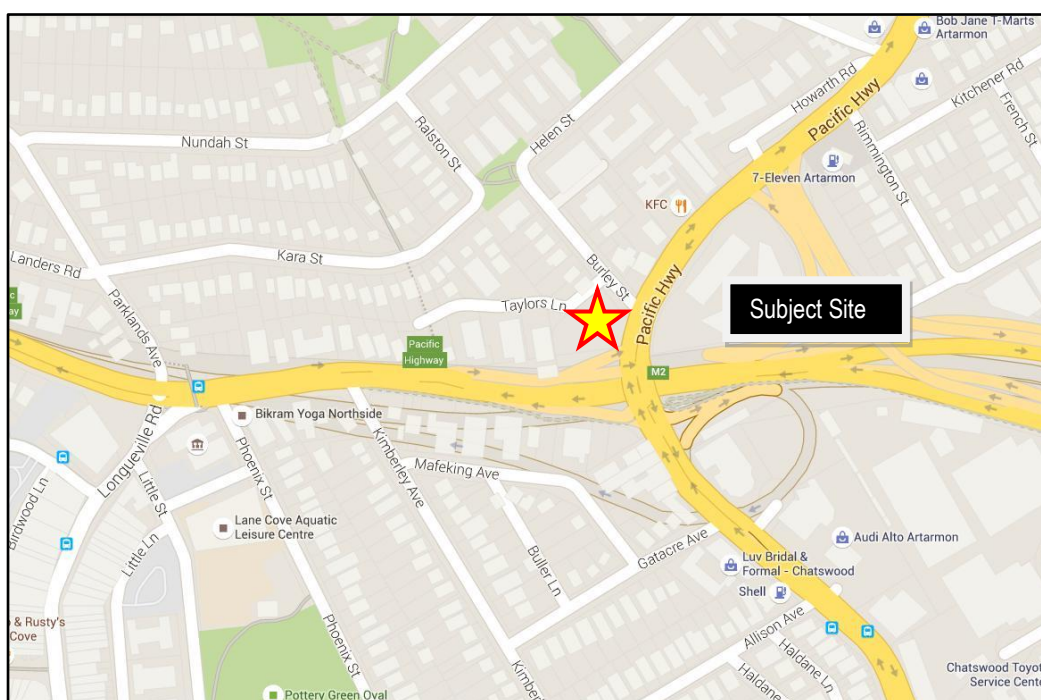 Bob Jane T-Marts
Artarmon
Howarth Rd
Kitchener Rd
Pacific Hwy
French St
Nundah St
Ralston St
Helen St
Rimmington St
7-Eleven Artarmon
KFC
Landers Rd
Kara St
Burley St
Pacific Hwy
Parklands Ave
Taylors Ln
Subject Site
Pacific
Highway
M2
Bikram Yoga Northside
Longueville Rd
Phoenix St
Kimberley Ave
Mafeking Ave
Birdwood Ln
Little St
Lane Cove Aquatic
Leisure Centre
Little Ln
Buller Ln
Gatacre Ave
Audi Alto Artarmon
Luv Bridal &
Formal - Chatswood
Shell
& Rusty's
Cove
Phoenix St
Allison Ave
Haldane Ln
Haldane
Chatswood Toyot
Service Cent
Pottery Green Oval